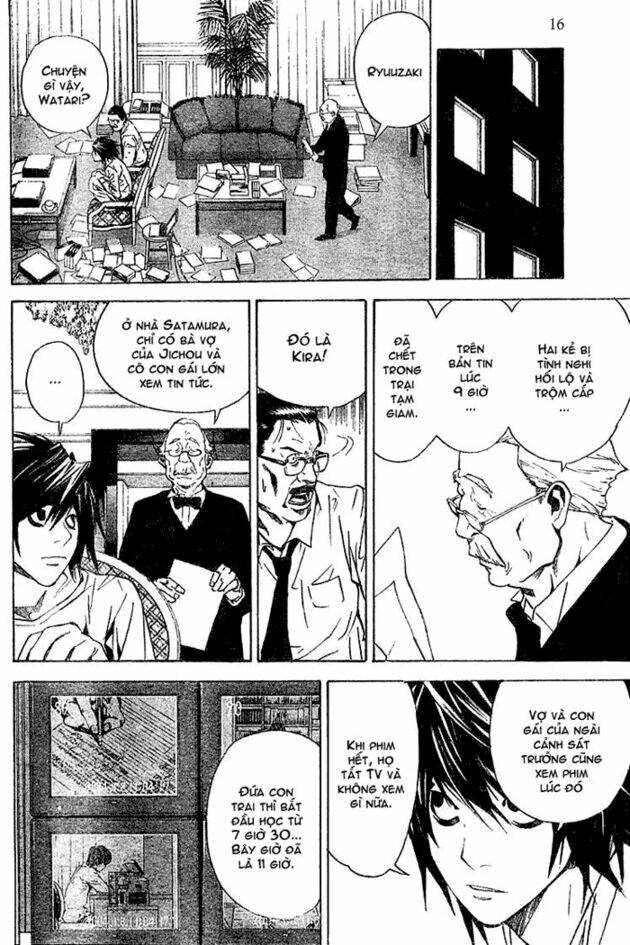 16
RYUUZAKI
CHUYỆN
GÌ VẬY,
WATARI?
HAI KẺ BỊ
TÌNH NGHI
HỐI LỘ VÀ
TRỘM CẮP
...
TRÊN
BẢN TIN
LÚC
9 GIỜ
...
ĐÃ
CHẾT
TRONG
TRẠI
TẠM
GIAM.
ĐÓ LÀ
KIRA!
Ở NHÀ SATAMURA,
CHỈ CÓ BÀ VỢ
CỦA JICHOU VÀ
CÔ CON GÁI LỚN
XEM TIN TỨC.
...
VỢ VÀ CON
GÁI CỦA NGÀI
CẢNH SÁT
TRƯỞNG CŨNG
XEM PHIM
LÚC ĐÓ
KHI PHIM
HẾT, HỌ
TẮT TV VÀ
KHÔNG XEM
GÌ NỮA.
ĐỨA CON
TRAI THÌ BẮT
ĐẦU HỌC TỪ
7 GIỜ 30...
BÂY GIỜ ĐÃ
LÀ 11 GIỜ.